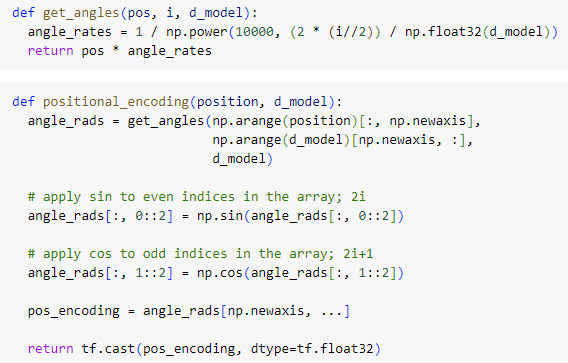 def get_angles(pos, i, d_model):
  angle_rates = 1 / np.power(10000, (2 * (i//2)) / np.float32(d_model))
  return pos * angle_rates
def positional_encoding(position, d_model):
  angle_rads = get_angles(np.arange(position)[:, np.newaxis],
                          np.arange(d_model)[np.newaxis, :],
                          d_model)
  # apply sin to even indices in the array; 2i
  angle_rads[:, 0::2] = np.sin(angle_rads[:, 0::2])
  # apply cos to odd indices in the array; 2i+1
  angle_rads[:, 1::2] = np.cos(angle_rads[:, 1::2])
  pos_encoding = angle_rads[np.newaxis, ...]
  return tf.cast(pos_encoding, dtype=tf.float32)